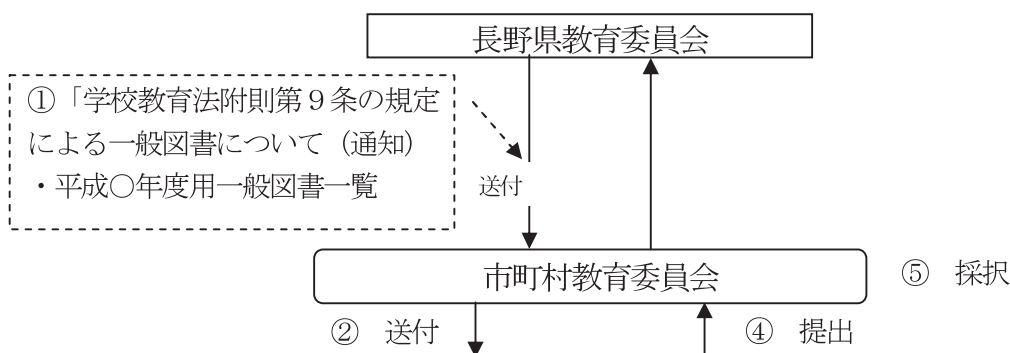 長野県教育委員会
①「学校教育法附則第９条の規定
による一般図書について（通知）
・平成○年度用一般図書一覧
送付
市町村教育委員会
⑤　採択
②　送付
④　提出